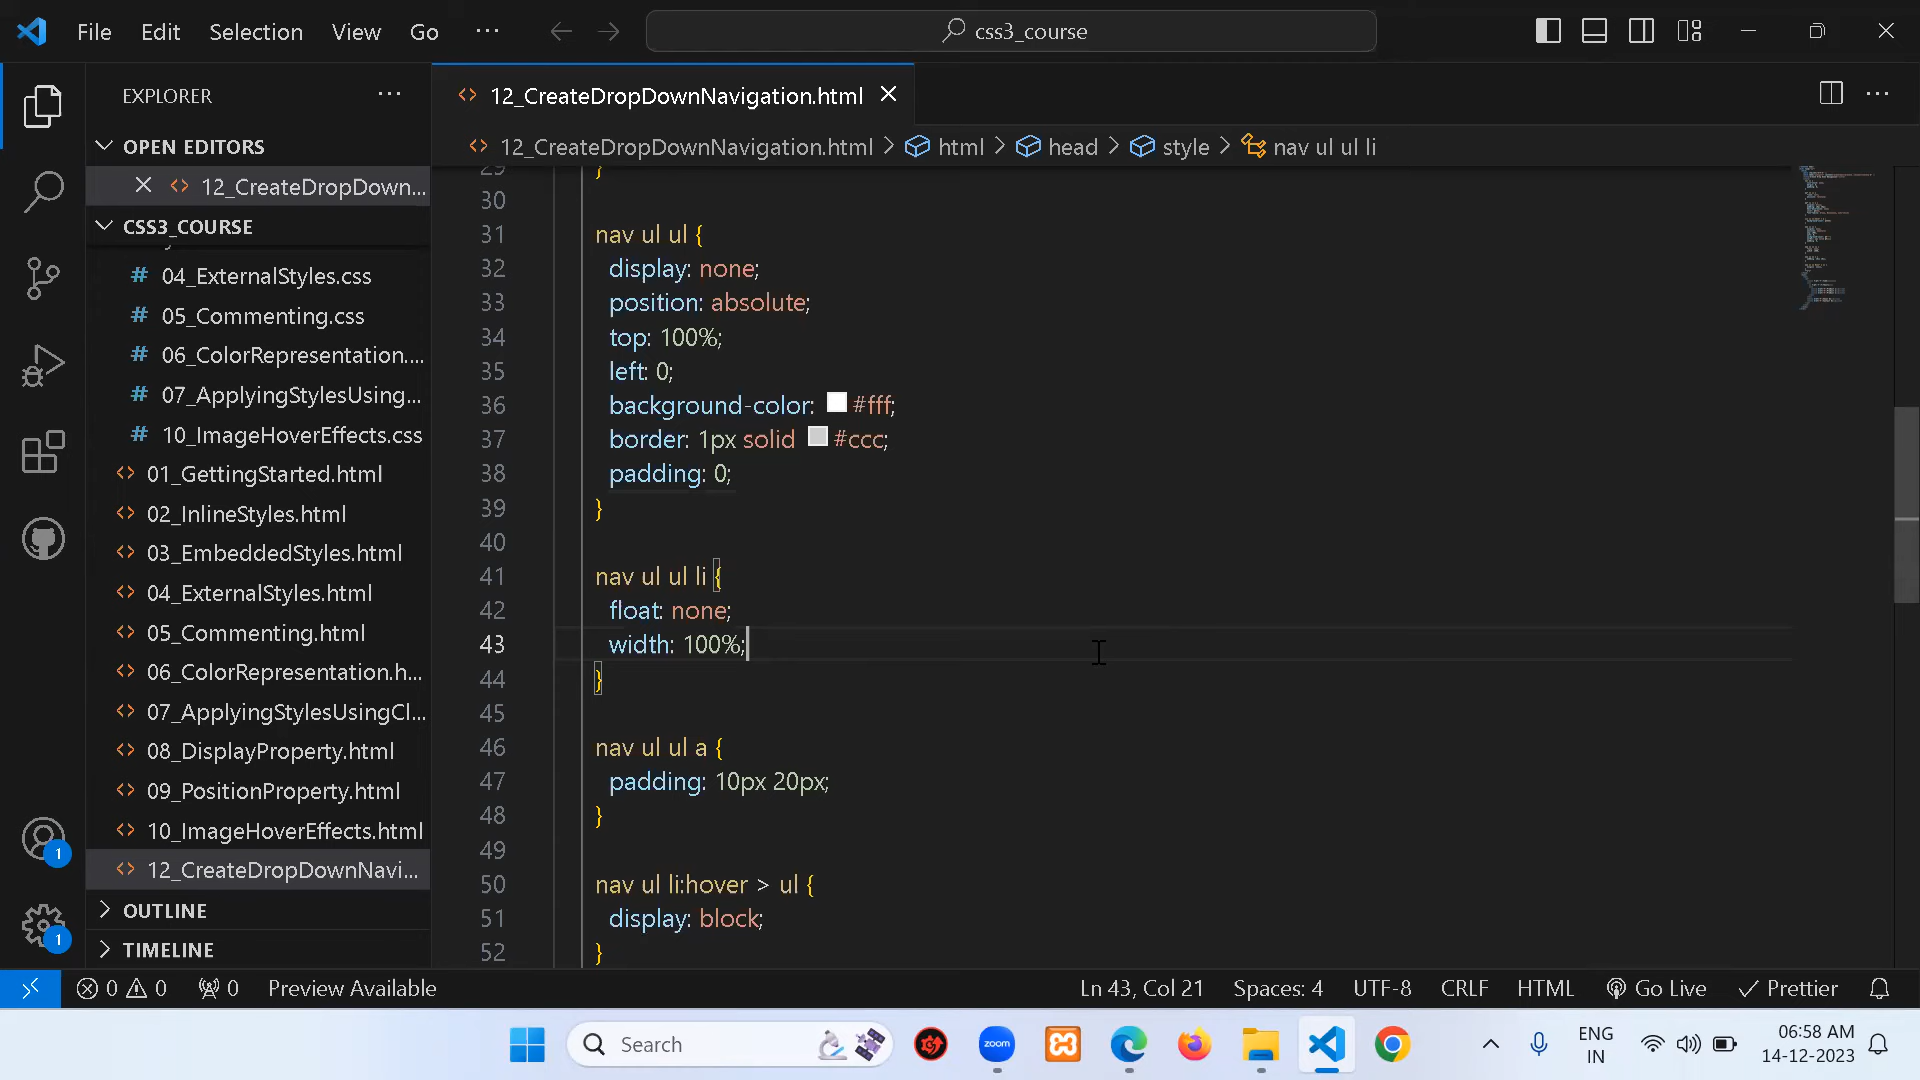 File Edit Selection View Go ··· css3_course
EXPLORER ···
12_CreateDropDownNavigation.html
OPEN EDITORS
12_CreateDropDownNavigation.html > html > head > style > nav ul ul li
12_CreateDropDown...
CSS3_COURSE
04_ExternalStyles.css
05_Commenting.css
06_ColorRepresentation....
07_ApplyingStylesUsing...
10_ImageHoverEffects.css
01_GettingStarted.html
02_InlineStyles.html
03_EmbeddedStyles.html
04_ExternalStyles.html
05_Commenting.html
06_ColorRepresentation.h...
07_ApplyingStylesUsingCl...
08_DisplayProperty.html
09_PositionProperty.html
10_ImageHoverEffects.html
12_CreateDropDownNavi...
OUTLINE
TIMELINE
29 }
30
31 nav ul ul {
32 display: none;
33 position: absolute;
34 top: 100%;
35 left: 0;
36 background-color: #fff;
37 border: 1px solid #ccc;
38 padding: 0;
39 }
40
41 nav ul ul li {
42 float: none;
43 width: 100%;
44 }
45
46 nav ul ul a {
47 padding: 10px 20px;
48 }
49
50 nav ul li:hover > ul {
51 display: block;
52 }
1
1
0 0 0 Preview Available Ln 43, Col 21 Spaces: 4 UTF-8 CRLF HTML Go Live Prettier
Search
zoom
ENG
IN
06:58 AM
14-12-2023